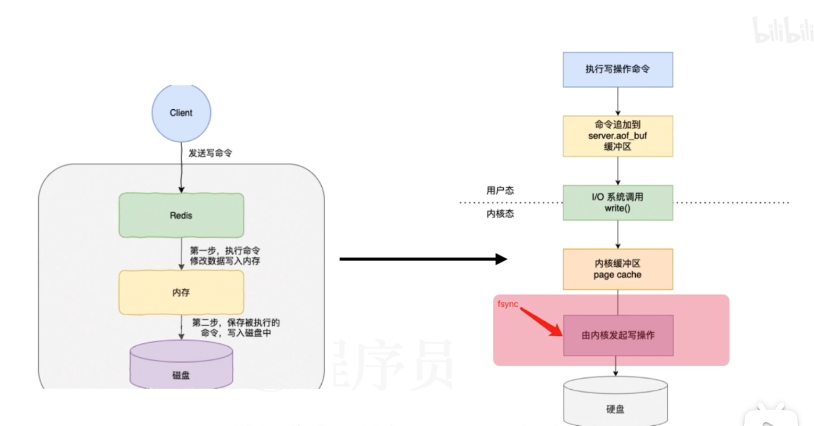 bilibili
Client
发送写命令
Redis
第一步，执行命令
修改数据写入内存
内存
第二步，保存被执行的
命令，写入磁盘中
磁盘
程序员
执行写操作命令
命令追加到
server.aof_buf
缓冲区
用户态
内核态
I/O 系统调用
write()
内核缓冲区
page cache
fsync
由内核发起写操作
硬盘